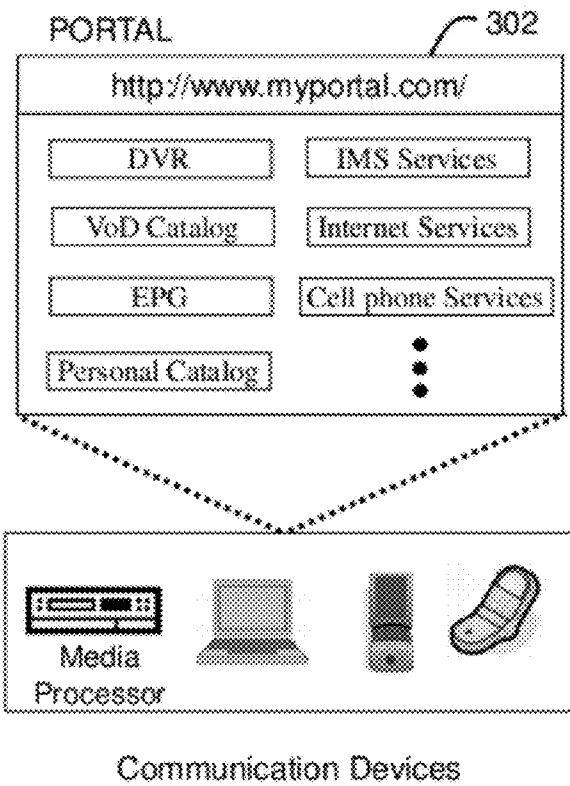 PORTAL
302
http://www.myportal.com/
DVR
IMS Services
VoD Catalog
Internet Services
EPG
Cell phone Services
Personal Catalog
Media
Processor
Communication Devices